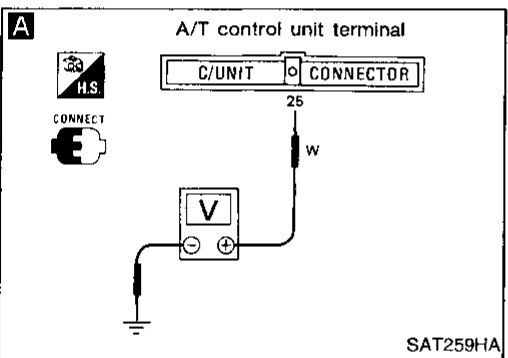 A
A/T control unit terminal
H.S.
C/UNIT
CONNECTOR
CONNECT
25
W
V
SAT259HA